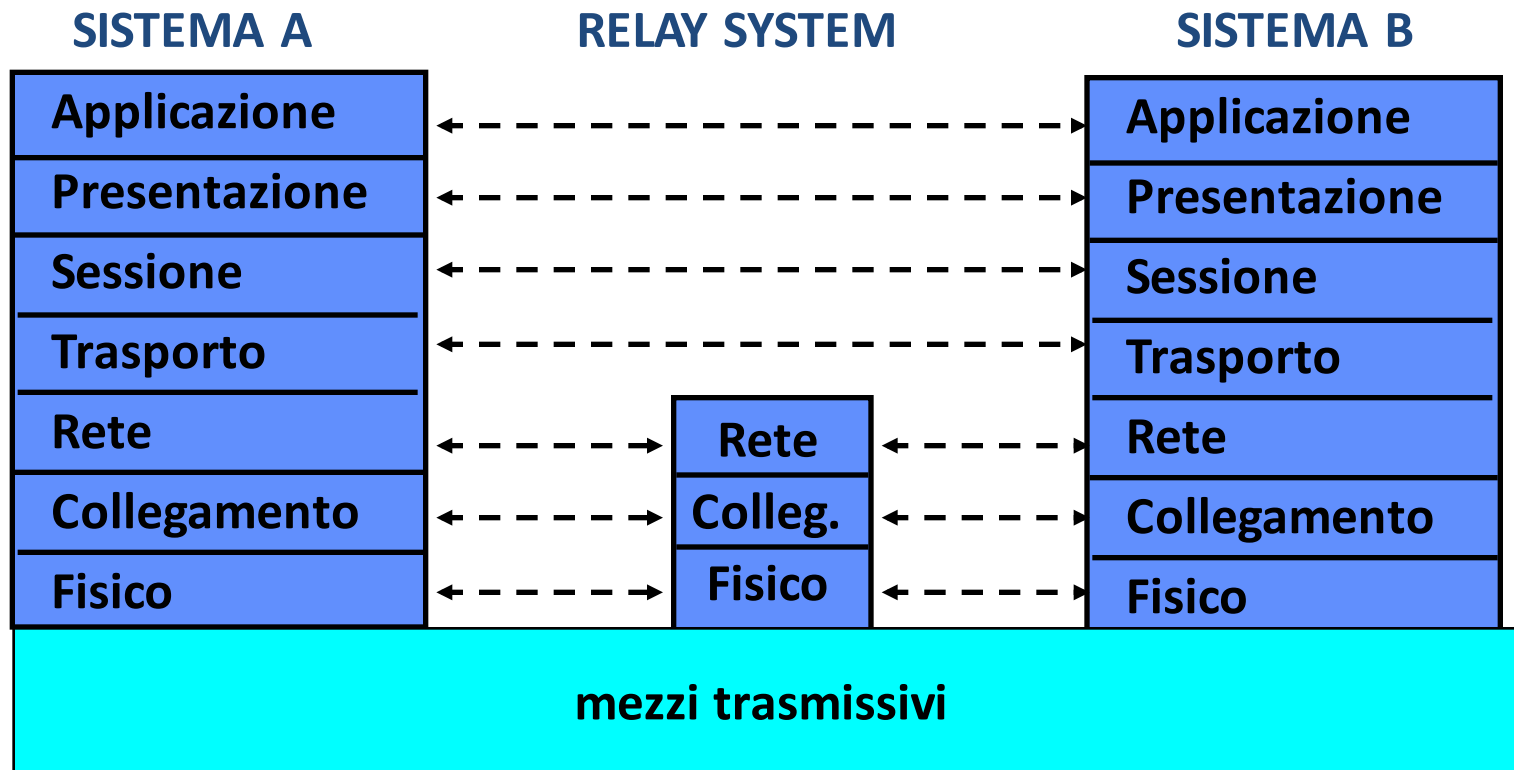 SISTEMA A
RELAY SYSTEM
SISTEMA B
Applicazione
Presentazione
Sessione
Trasporto
Rete
Collegamento
Fisico
Rete
Colleg.
Fisico
Applicazione
Presentazione
Sessione
Trasporto
Rete
Collegamento
Fisico
mezzi trasmissivi